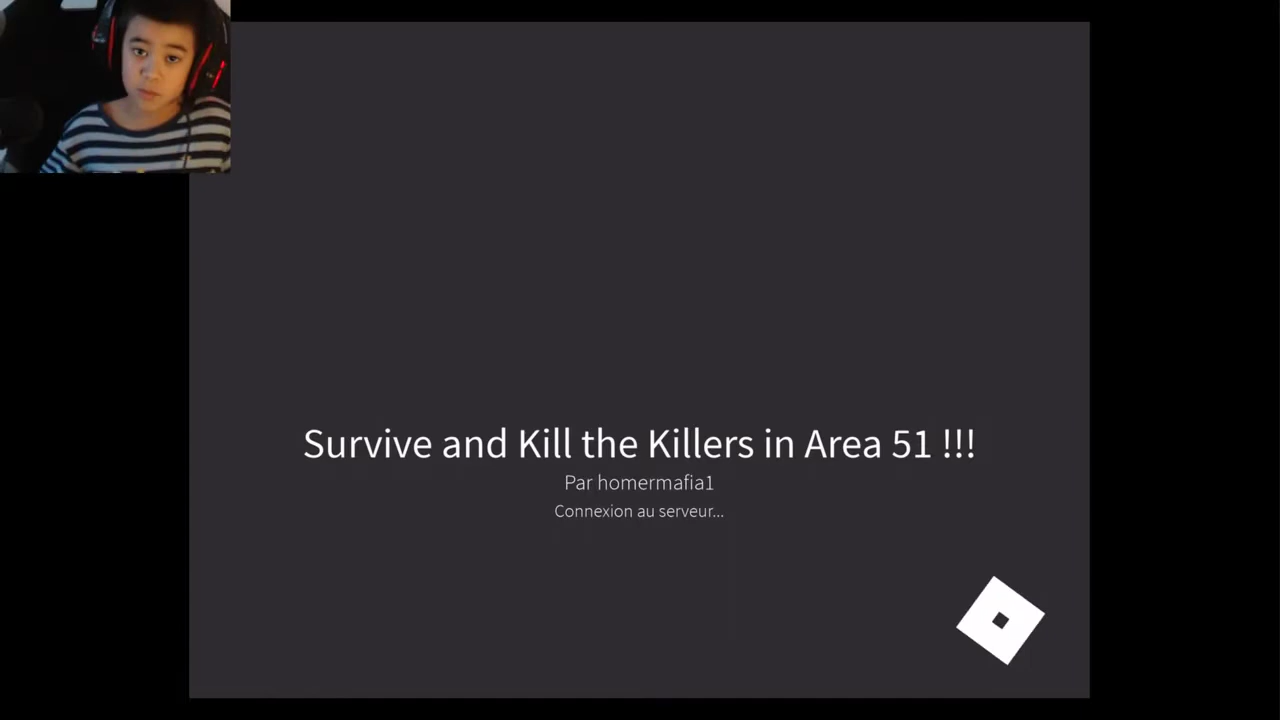 Survive and Kill the Killers in Area 51 !!!
Par homermafia1
Connexion au serveur...